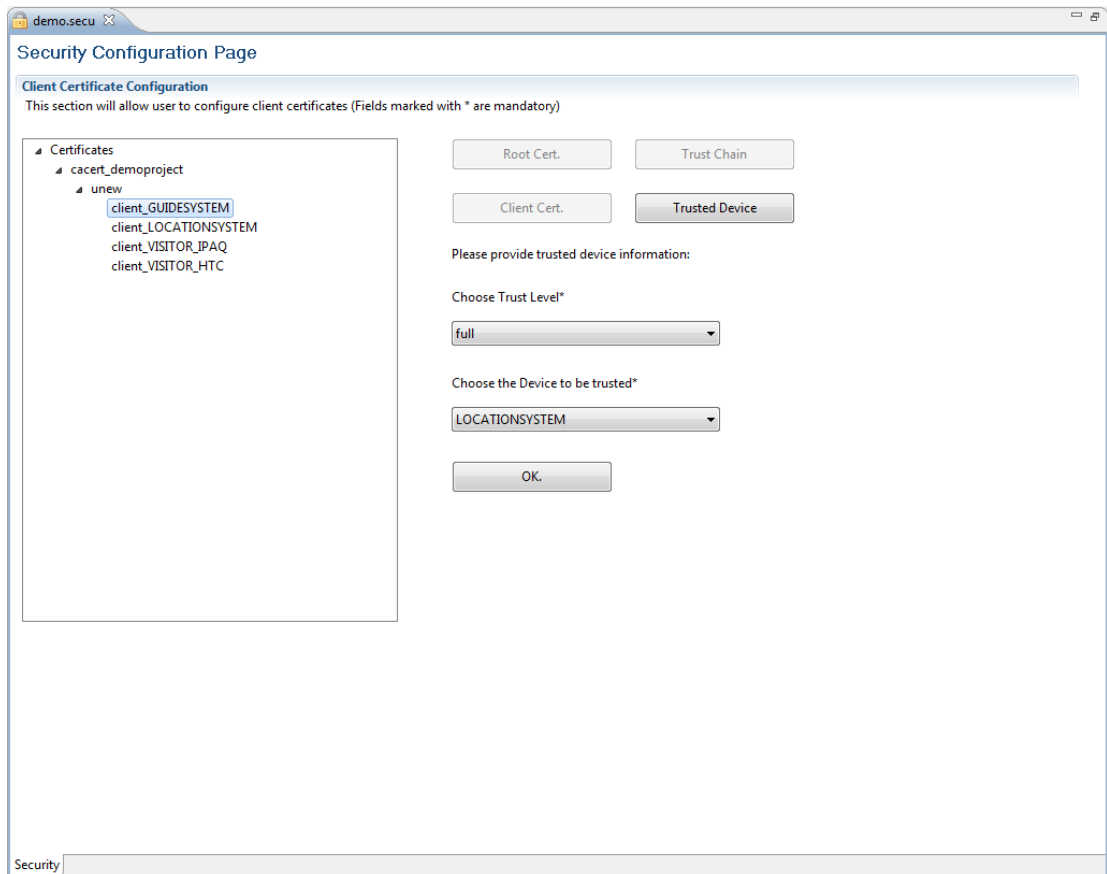 demo.secu
Security Configuration Page
Client Certificate Configuration
This section will allow user to configure client certificates (Fields marked with * are mandatory)
Certificates
cacert_demoproject
unew
client_GUIDESYSTEM
client_LOCATIONSYSTEM
client_VISITOR_IPAQ
client_VISITOR_HTC
Root Cert. Trust Chain
Client Cert. Trusted Device
Please provide trusted device information:
Choose Trust Level*
full
Choose the Device to be trusted*
LOCATIONSYSTEM
OK.
Security